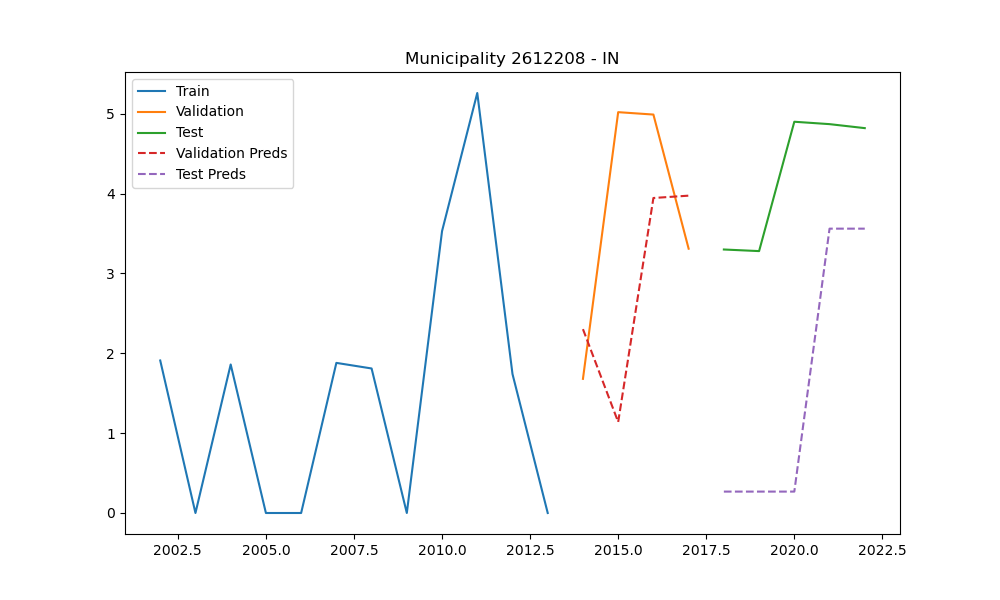 Municipality 2612208 - IN
Train
Validation
Test
Validation Preds
Test Preds
5
4
3
2
1
0
2002.5 2005.0 2007.5 2010.0 2012.5 2015.0 2017.5 2020.0 2022.5